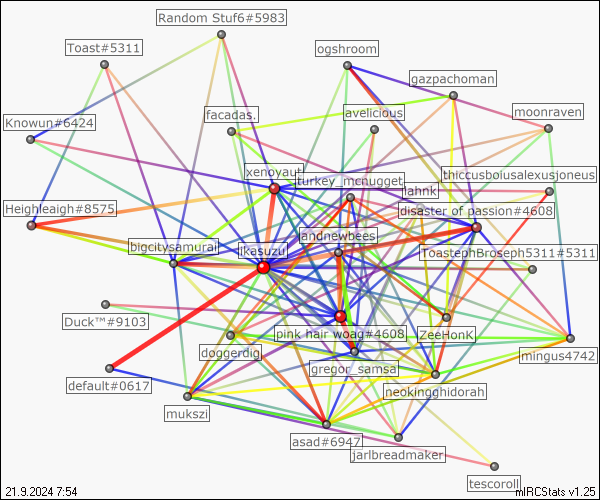 Random Stuf6#5983
Toast#5311
ogshroom
gazpachoman
facadas.
avelicious
moonraven
Knowun#6424
xenoyaut
turkey_mcnugget
lahnk
thiccusboiusalexusjoneus
Heighleaigh#8575
disaster of passion#4608
andnewbees
bigcitysamurai
Ikasuzu
ToastephBroseph5311#5311
Duck™#9103
pink hair woag#4608
ZeeHonK
doggerdig
mingus4742
gregor_samsa
default#0617
neokingghidorah
mukszi
asad#6947
jarlbreadmaker
tescoroll
21.9.2024 7:54
mIRCStats v1.25